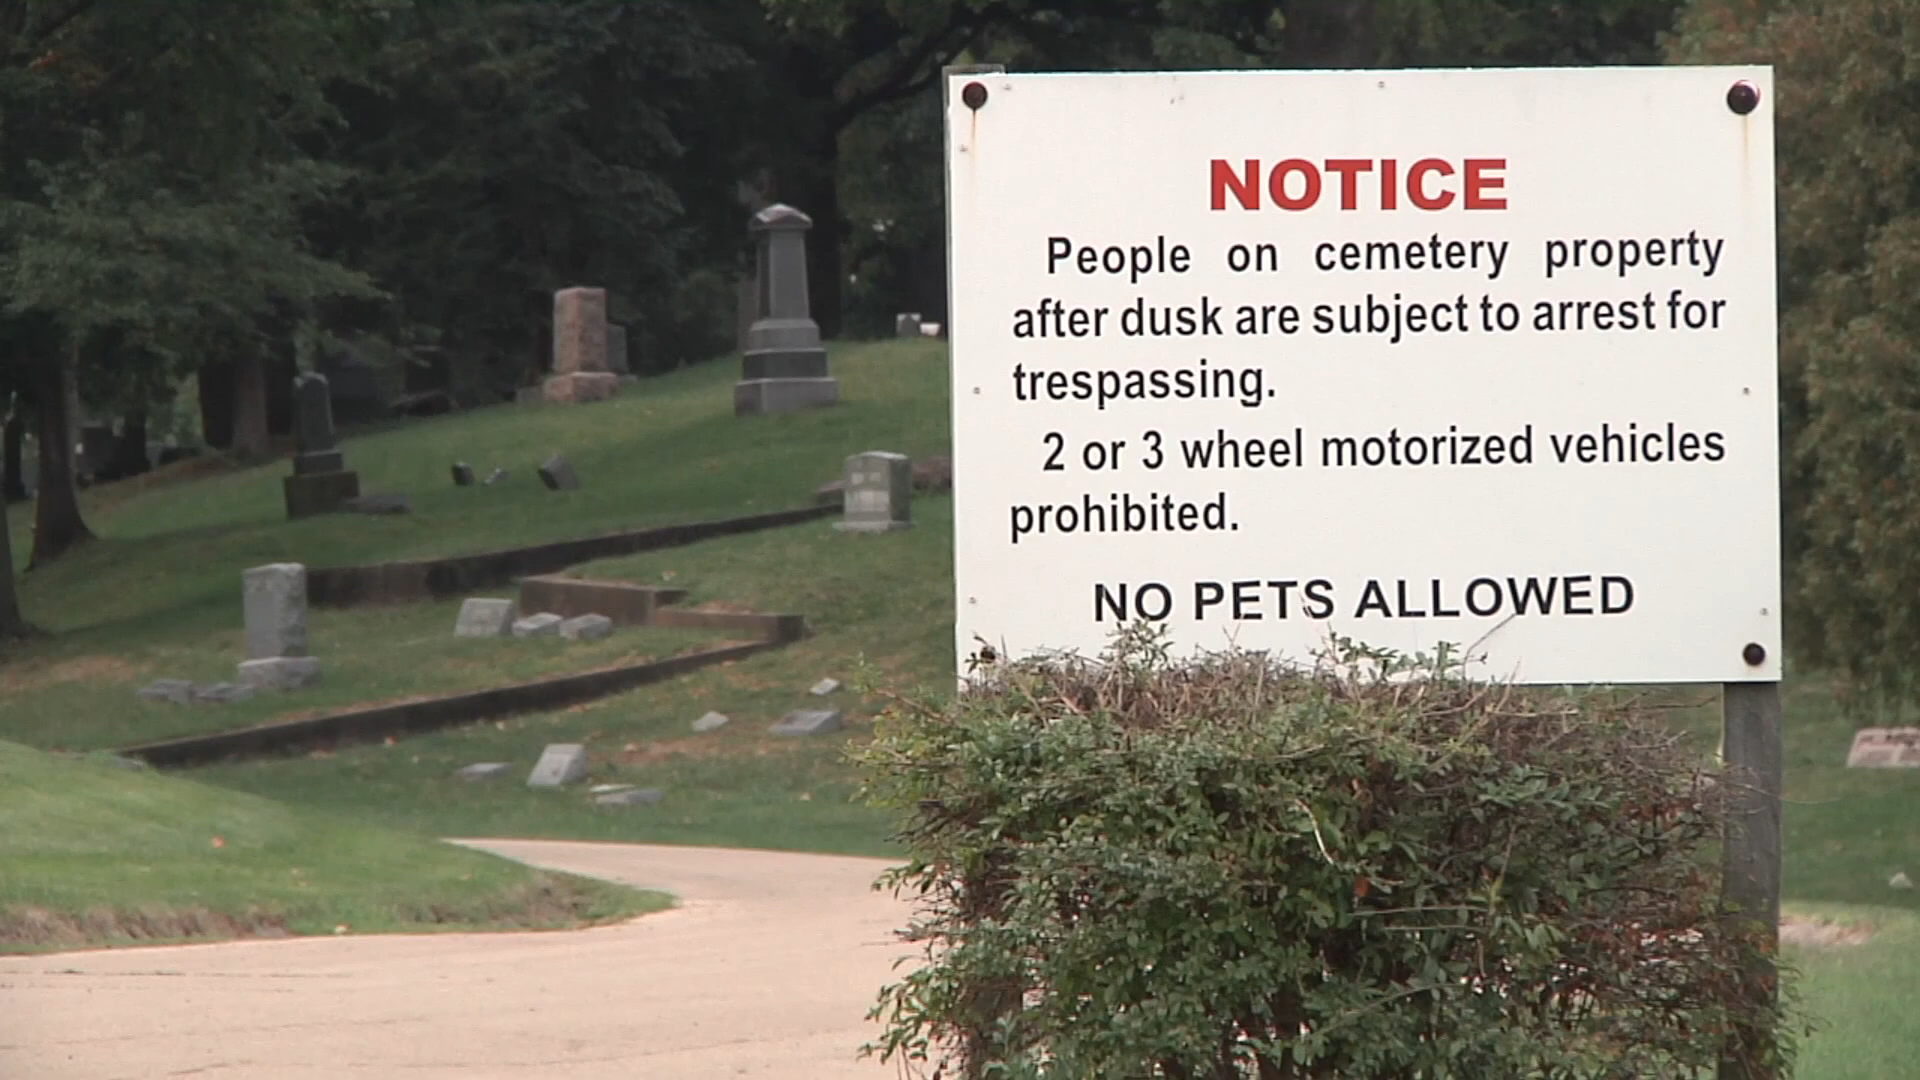 NOTICE
People on cemetery property
after dusk are subject to arrest for
trespassing.
2 or 3 wheel motorized vehicles
prohibited.
NO PETS ALLOWED